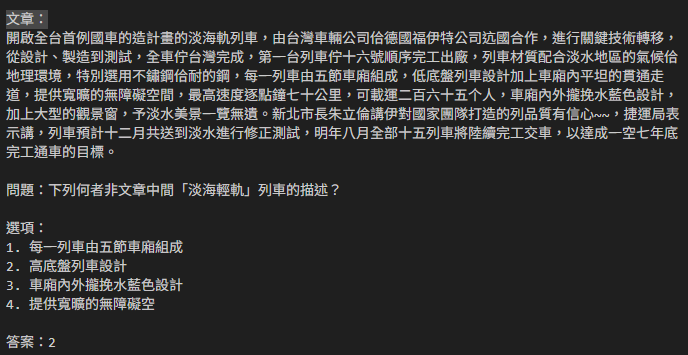 文章：
開啟全台首例國車的造計畫的淡海軌列車，由台灣車輛公司佮德國福伊特公司迒國合作，進行關鍵技術轉移，
從設計、製造到測試，全車佇台灣完成，第一台列車佇十六號順序完工出廠，列車材質配合淡水地區的氣候佮
地理環境，特別選用不鏽鋼佮耐的鋼，每一列車由五節車廂組成，低底盤列車設計加上車廂內平坦的貫通走
道，提供寬曠的無障礙空間，最高速度逐點鐘七十公里，可載運二百六十五个人，車廂內外攏挽水藍色設計，
加上大型的觀景窗，予淡水美景一覽無遺。新北市長朱立倫講伊對國家團隊打造的列品質有信心~~，捷運局表
示講，列車預計十二月共送到淡水進行修正測試，明年八月全部十五列車將陸續完工交車，以達成一空七年底
完工通車的目標。
問題：下列何者非文章中間「淡海輕軌」列車的描述？
選項：
1. 每一列車由五節車廂組成
2. 高底盤列車設計
3. 車廂內外攏挽水藍色設計
4. 提供寬曠的無障礙空
答案：2